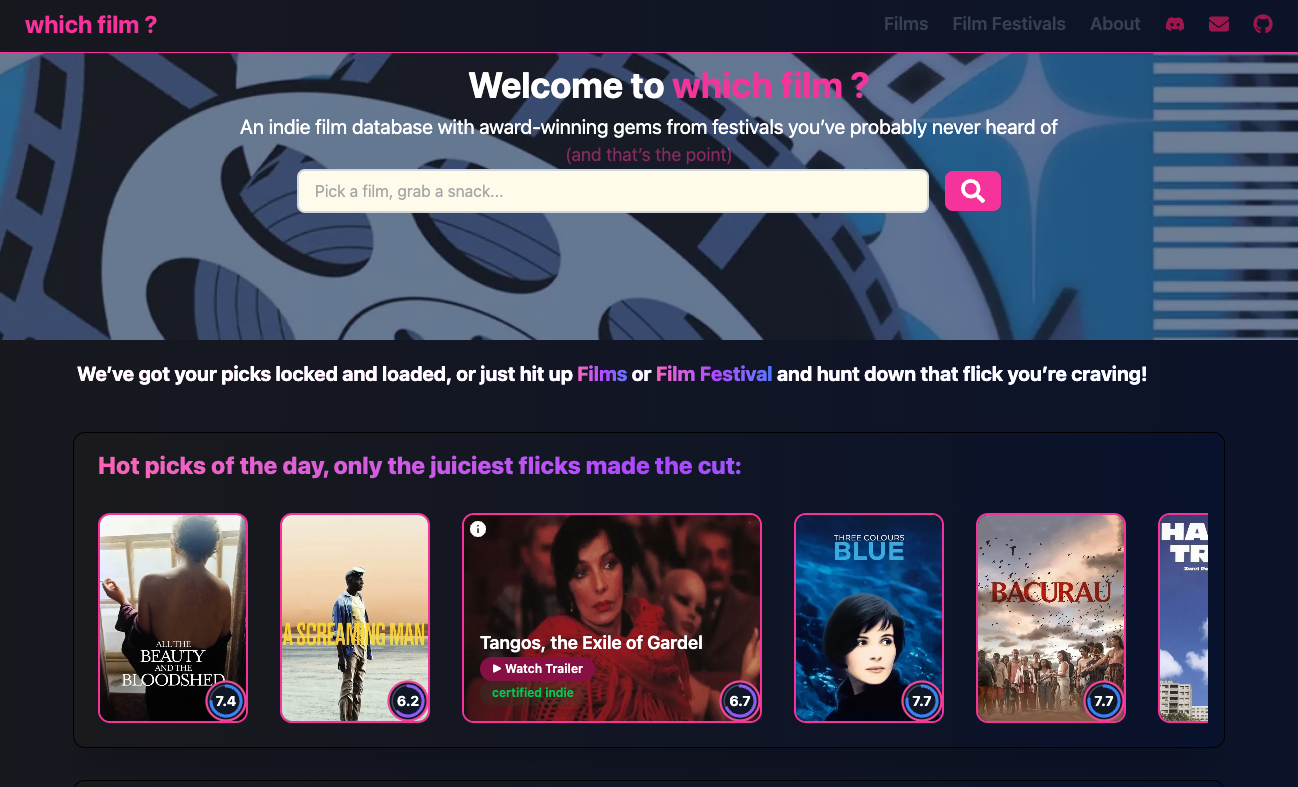 which film ?
Films Film Festivals About
Welcome to which film ?
An indie film database with award-winning gems from festivals you’ve probably never heard of
(and that’s the point)
Pick a film, grab a snack...
We’ve got your picks locked and loaded, or just hit up Films or Film Festival and hunt down that flick you’re craving!
Hot picks of the day, only the juiciest flicks made the cut:
ALL THE
BEAUTY
AND THE
BLOODSHED
7.4
A SCREAMING MAN
6.2
Tangos, the Exile of Gardel
Watch Trailer
certified indie
6.7
THREE COLOURS
BLUE
7.7
BACURAU
7.7
HA
TR